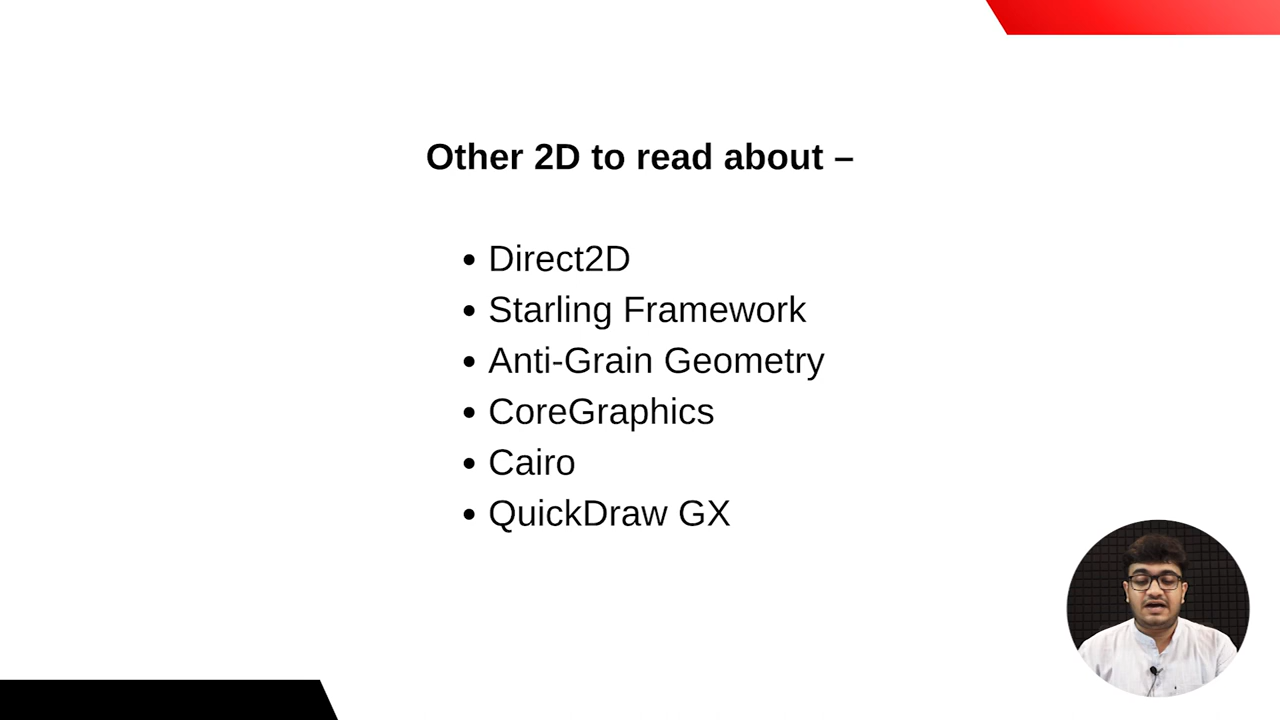 Other 2D to read about –
• Direct2D
• Starling Framework
• Anti-Grain Geometry
• CoreGraphics
• Cairo
• QuickDraw GX